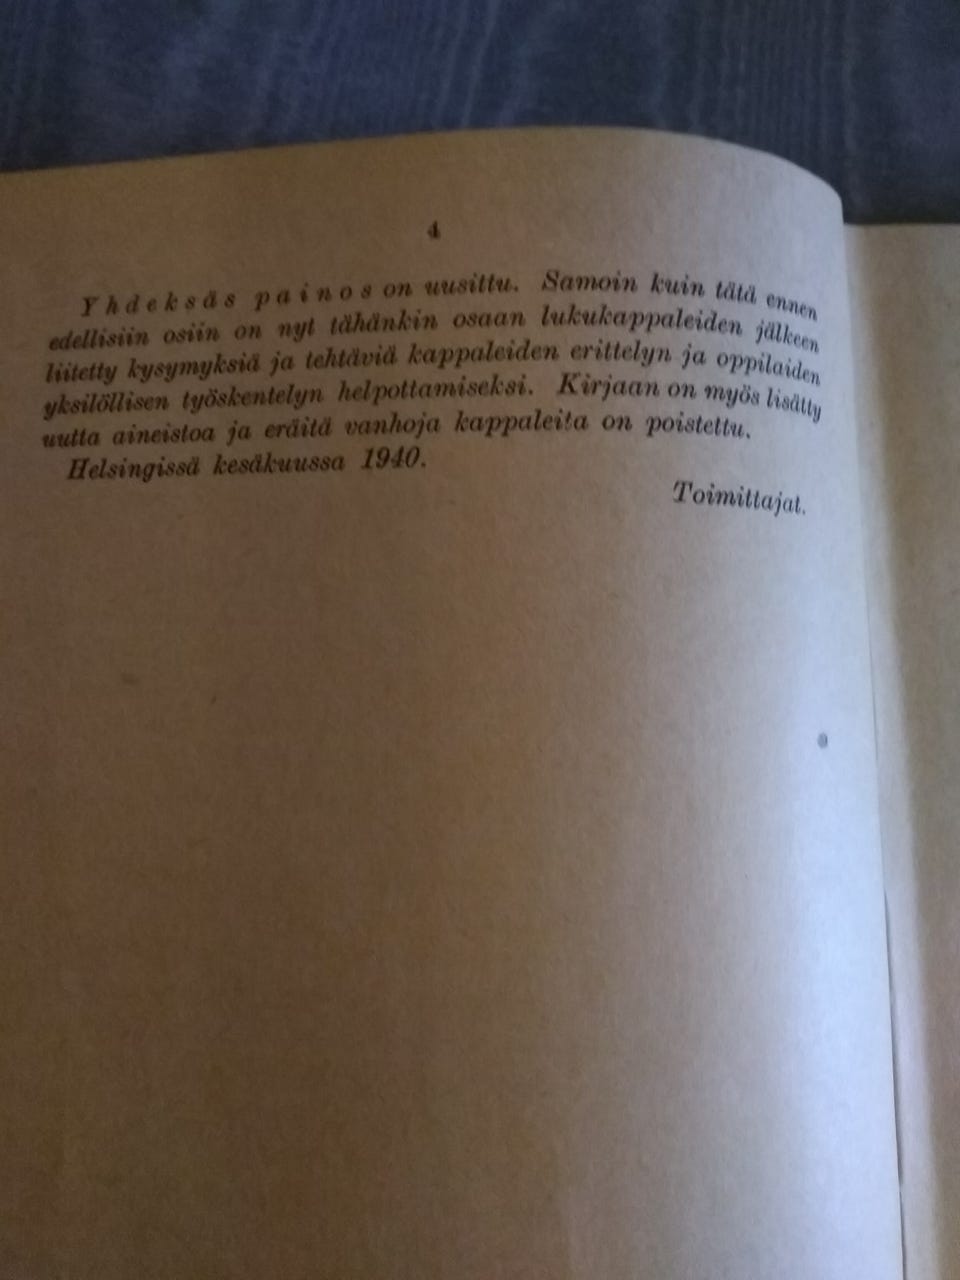 4
Yhdeksäs painos on uusittu. Samoin kuin tätä ennen
edellisiin osiin on nyt tähänkin osaan lukukappaleiden jälkeen
liitetty kysymyksiä ja tehtäviä kappaleiden erittelyn ja oppilaiden
yksilöllisen työskentelyn helpottamiseksi. Kirjaan on myös lisätty
uutta aineistoa ja eräitä vanhoja kappaleita on poistettu.
Helsingissä kesäkuussa 1940.
Toimittajat.